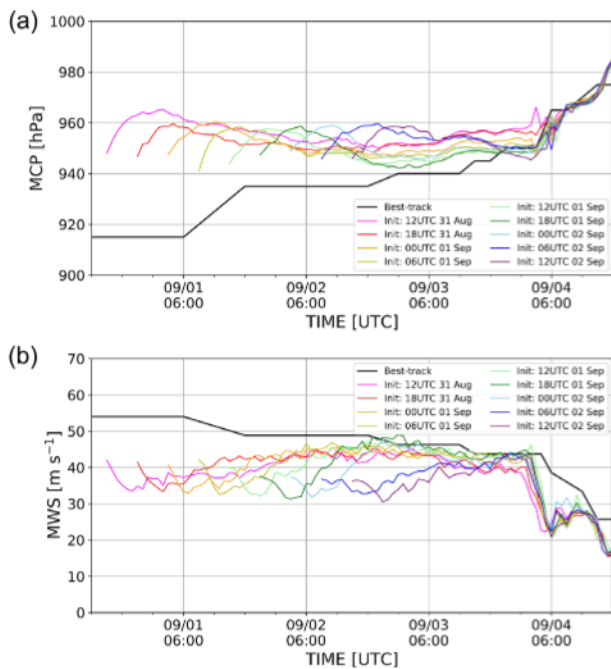 (a)
1000
980
960
940
920
900
MCP [hPa]
Best-track
Init: 12UTC 31 Aug
Init: 18UTC 31 Aug
Init: 00UTC 01 Sep
Init: 06UTC 01 Sep
Init: 12UTC 01 Sep
Init: 18UTC 01 Sep
Init: 00UTC 02 Sep
Init: 06UTC 02 Sep
Init: 12UTC 02 Sep
09/01 09/02 09/03 09/04
06:00 06:00 06:00 06:00
TIME [UTC]
(b)
70
60
50
40
30
20
10
0
MWS [m s⁻¹]
Best-track
Init: 12UTC 31 Aug
Init: 18UTC 31 Aug
Init: 00UTC 01 Sep
Init: 06UTC 01 Sep
Init: 12UTC 01 Sep
Init: 18UTC 01 Sep
Init: 00UTC 02 Sep
Init: 06UTC 02 Sep
Init: 12UTC 02 Sep
09/01 09/02 09/03 09/04
06:00 06:00 06:00 06:00
TIME [UTC]